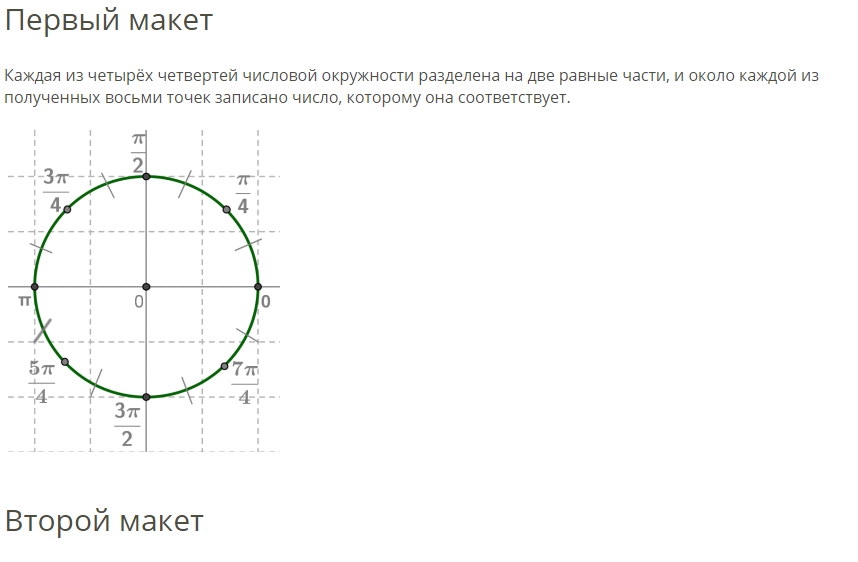 Первый макет
Каждая из четырёх четвертей числовой окружности разделена на две равные части, и около каждой из
полученных восьми точек записано число, которому она соответствует.
π
2
3π
4
π
4
π
0
0
5π
4
7π
4
3π
2
Второй макет